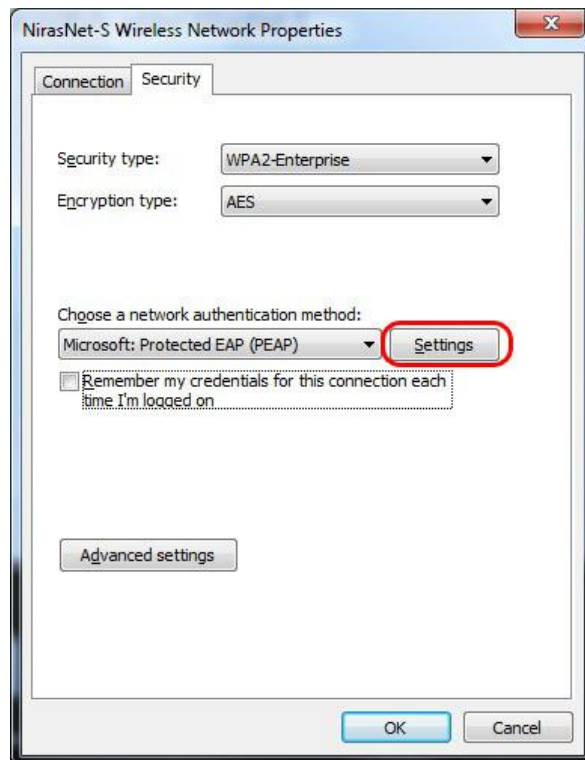 NirasNet-S Wireless Network Properties
Connection
Security
Security type:
WPA2-Enterprise
Encryption type:
AES
Choose a network authentication method:
Microsoft: Protected EAP (PEAP)
Settings
Remember my credentials for this connection each
time I'm logged on
Advanced settings
OK
Cancel